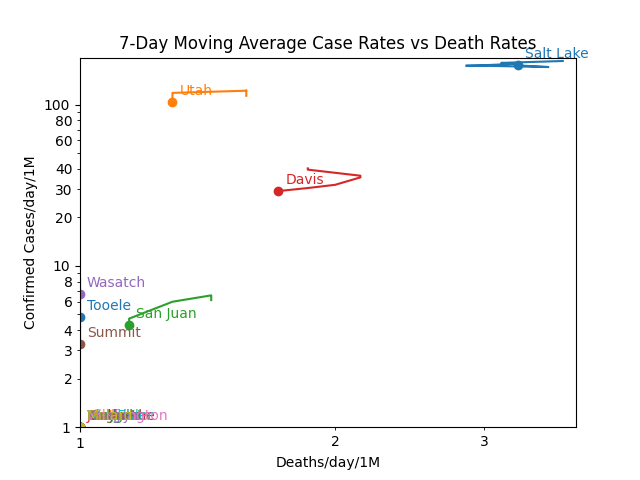 7-Day Moving Average Case Rates vs Death Rates
Salt Lake
Utah
100
80
60
40
30
20
10
8
6
4
3
2
1
Confirmed Cases/day/1M
Davis
Wasatch
Tooele
San Juan
Summit
1
2
3
Deaths/day/1M